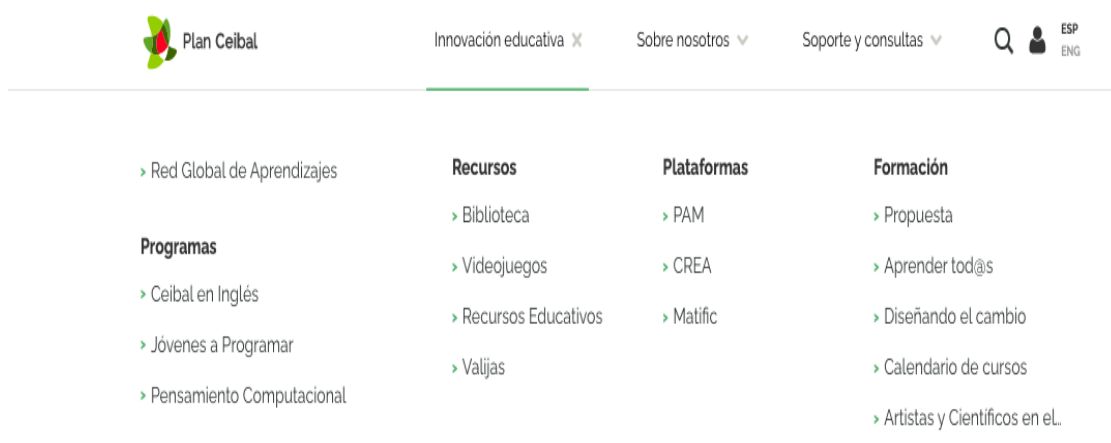 Plan Ceibal
Innovación educativa
Sobre nosotros
Soporte y consultas
ESP
ENG
Red Global de Aprendizajes
Programas
Ceibal en Inglés
Jóvenes a Programar
Pensamiento Computacional
Recursos
Biblioteca
Videojuegos
Recursos Educativos
Valijas
Plataformas
PAM
CREA
Matific
Formación
Propuesta
Aprender tod@s
Diseñando el cambio
Calendario de cursos
Artistas y Científicos en el...